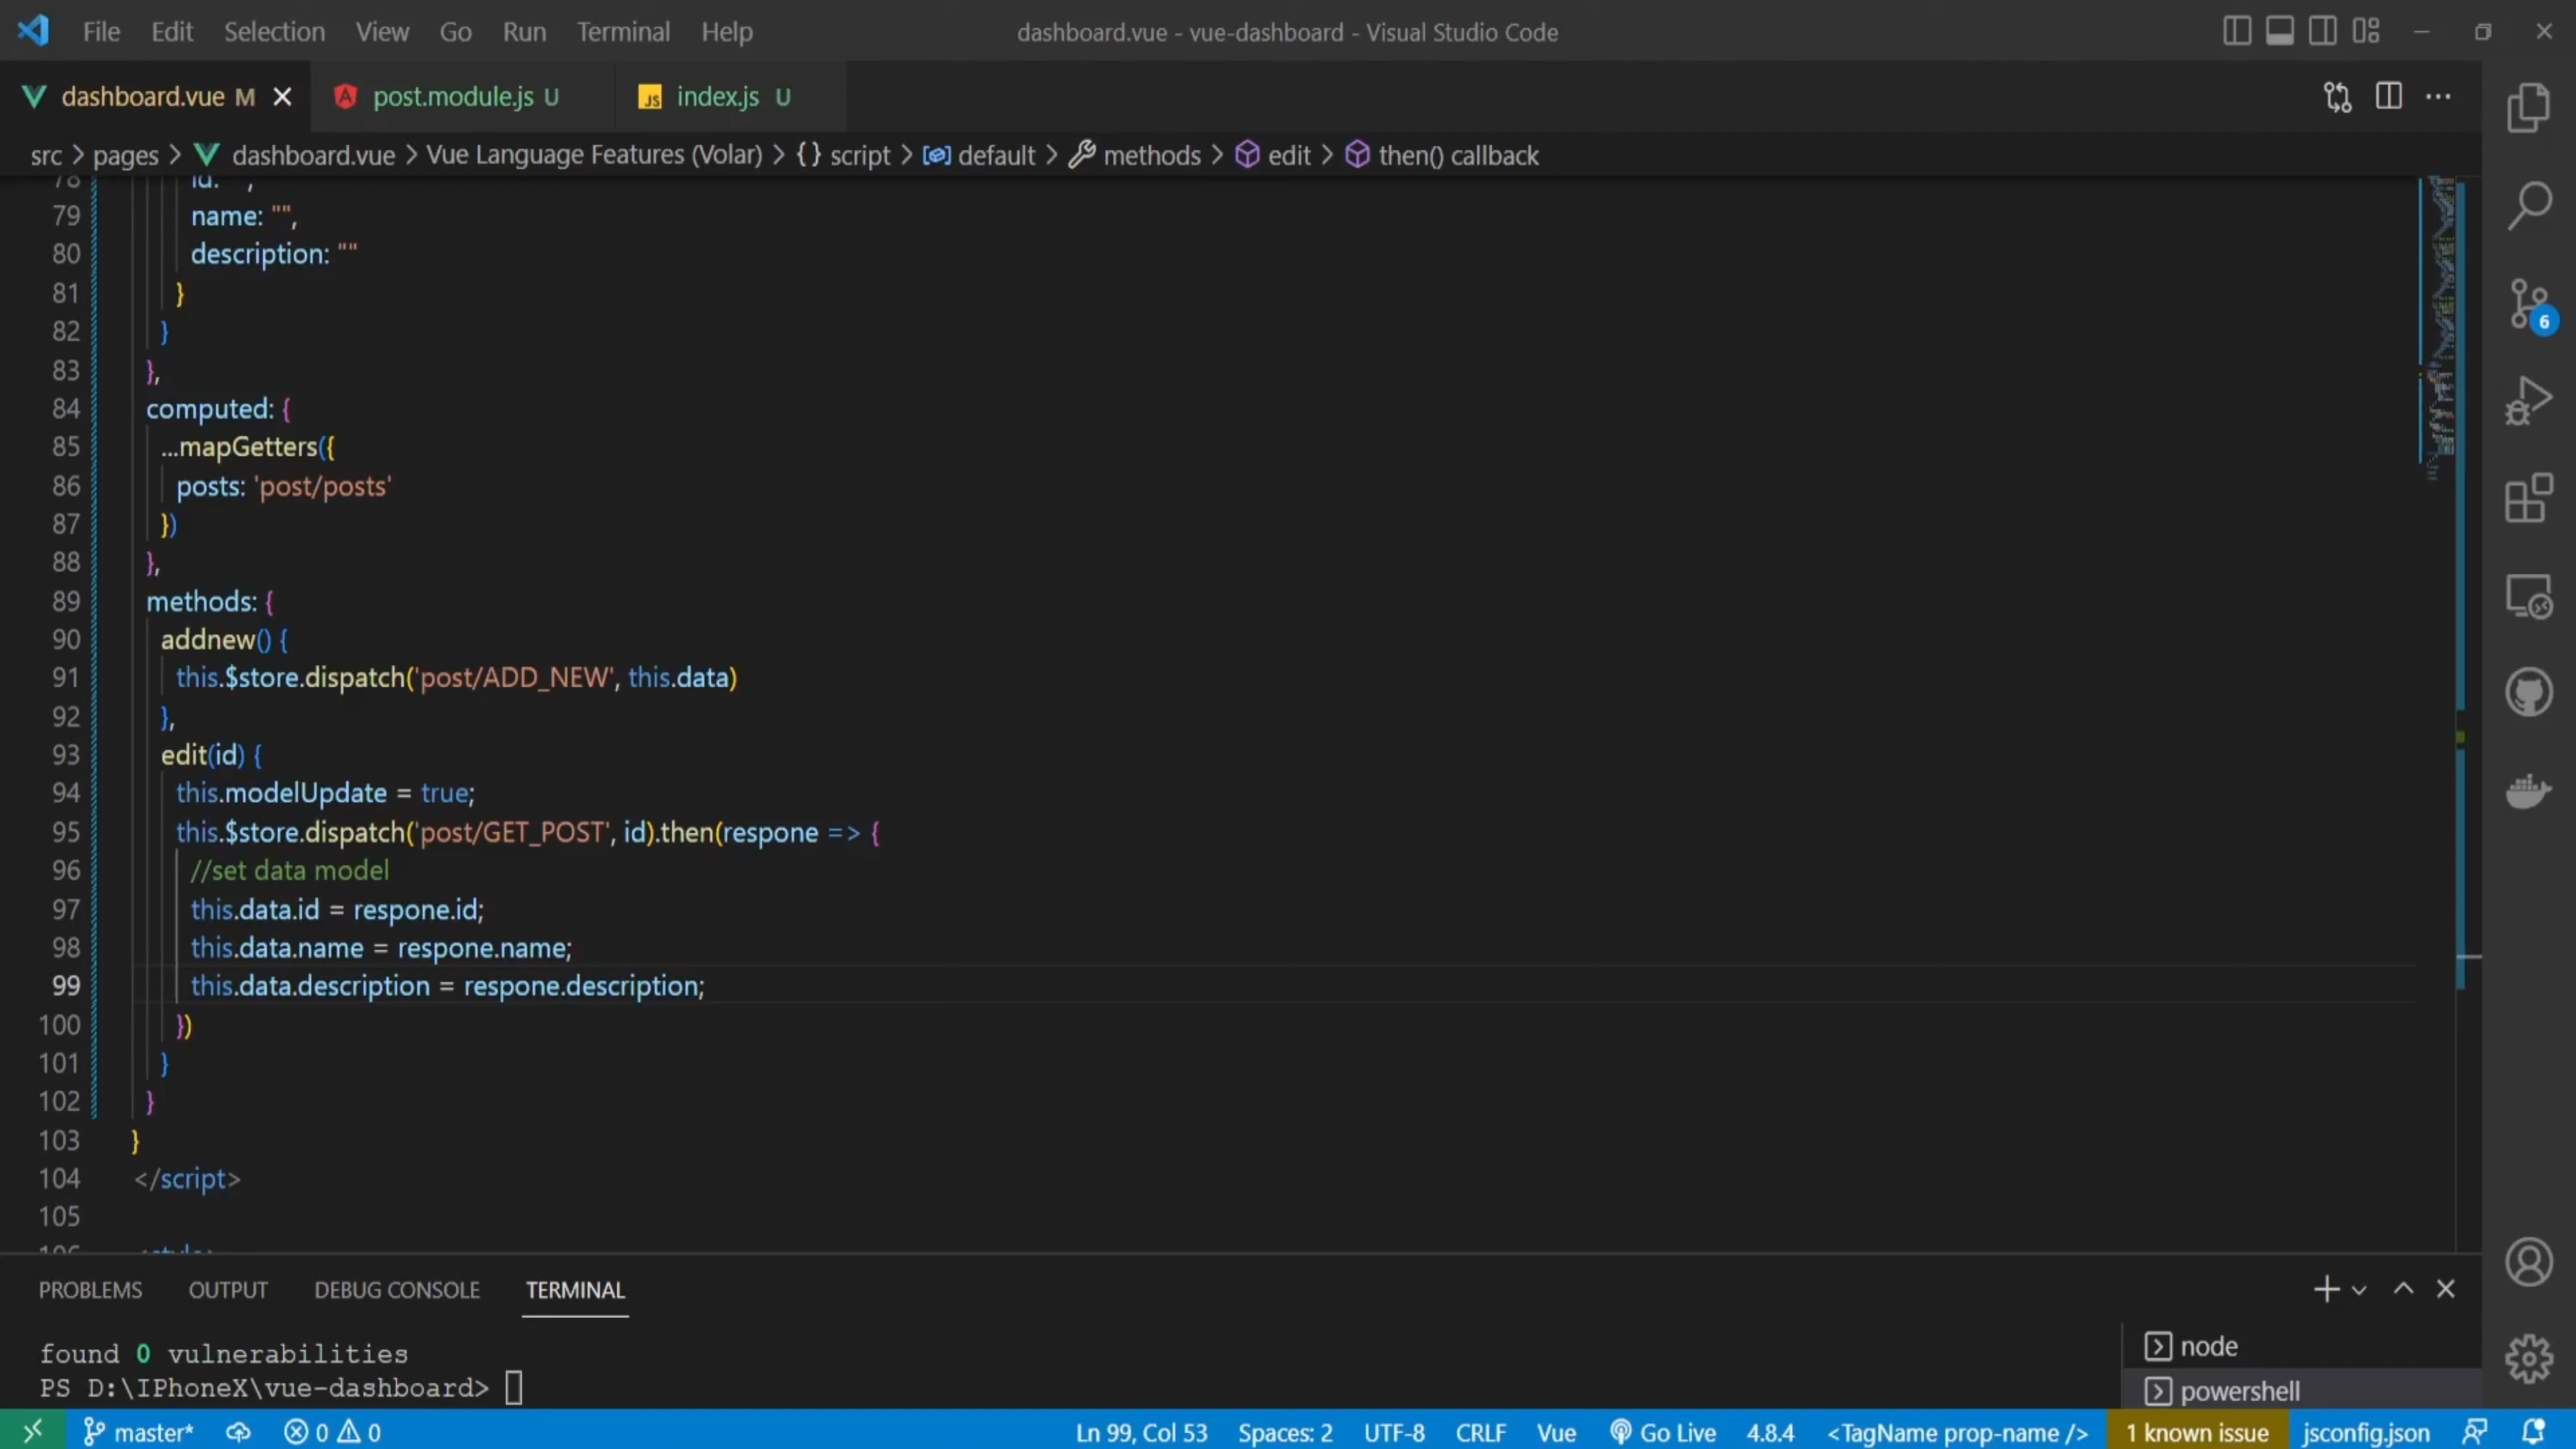 File Edit Selection View Go Run Terminal Help dashboard.vue - vue-dashboard - Visual Studio Code
dashboard.vue M post.module.js U JS index.js U
src > pages > dashboard.vue > Vue Language Features (Volar) > {} script > default > methods > edit > then() callback
79 name: "",
80 description: ""
81 }
82 }
83 },
84 computed: {
85 ...mapGetters({
86 posts: 'post/posts'
87 })
88 },
89 methods: {
90 addnew() {
91 this.$store.dispatch('post/ADD_NEW', this.data)
92 },
93 edit(id) {
94 this.modelUpdate = true;
95 this.$store.dispatch('post/GET_POST', id).then(respone => {
96 //set data model
97 this.data.id = respone.id;
98 this.data.name = respone.name;
99 this.data.description = respone.description;
100 })
101 }
102 }
103 }
104 </script>
105
6
PROBLEMS OUTPUT DEBUG CONSOLE TERMINAL
found 0 vulnerabilities
PS D:\IPhoneX\vue-dashboard>
node
powershell
master* 0 0 Ln 99, Col 53 Spaces: 2 UTF-8 CRLF Vue Go Live 4.8.4 <TagName prop-name /> 1 known issue jsconfig.json